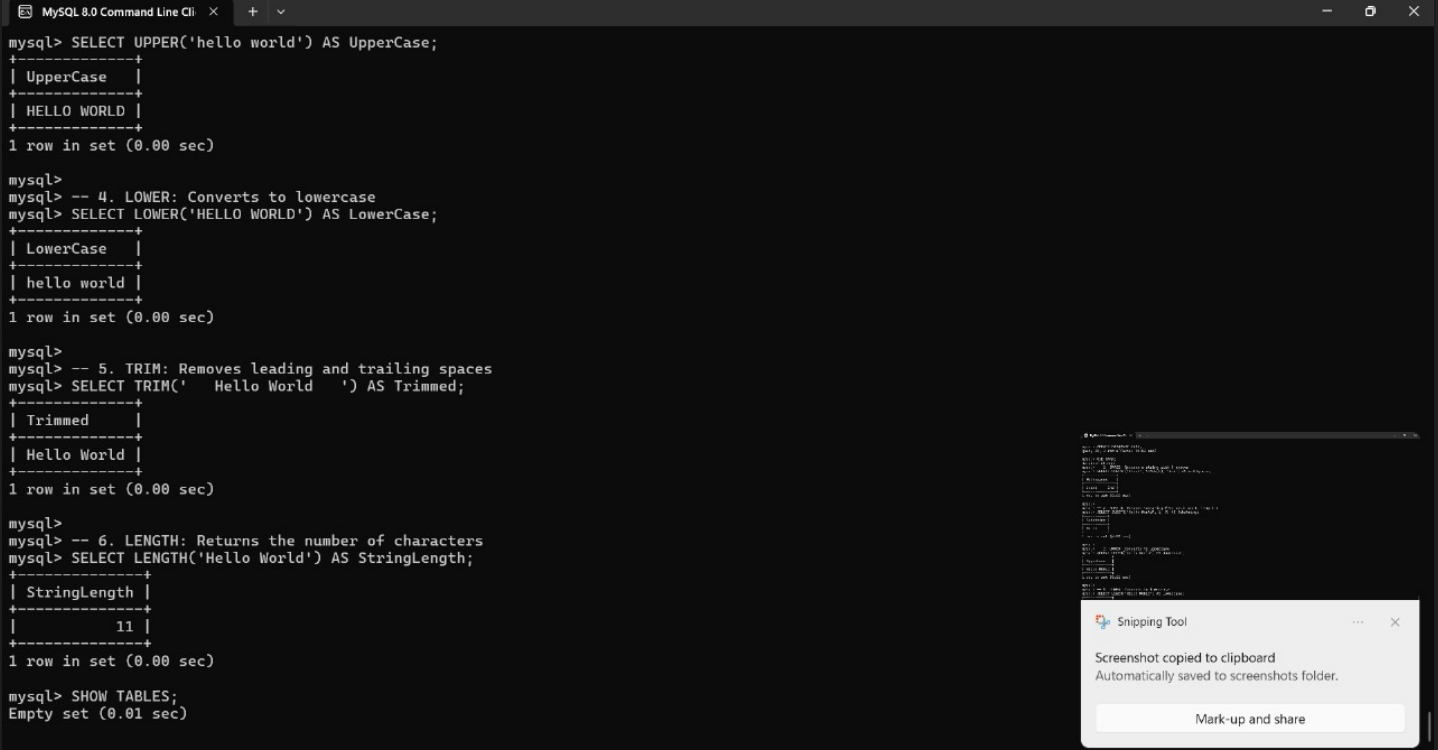 MySQL 8.0 Command Line Cli
mysql> SELECT UPPER('hello world') AS UpperCase;
+-------------+
| UpperCase   |
+-------------+
| HELLO WORLD |
+-------------+
1 row in set (0.00 sec)
mysql>
mysql> -- 4. LOWER: Converts to lowercase
mysql> SELECT LOWER('HELLO WORLD') AS LowerCase;
+-------------+
| LowerCase   |
+-------------+
| hello world |
+-------------+
1 row in set (0.00 sec)
mysql>
mysql> -- 5. TRIM: Removes leading and trailing spaces
mysql> SELECT TRIM('   Hello World   ') AS Trimmed;
+-------------+
| Trimmed     |
+-------------+
| Hello World |
+-------------+
1 row in set (0.00 sec)
mysql>
mysql> -- 6. LENGTH: Returns the number of characters
mysql> SELECT LENGTH('Hello World') AS StringLength;
+--------------+
| StringLength |
+--------------+
|           11 |
+--------------+
1 row in set (0.00 sec)
mysql> SHOW TABLES;
Empty set (0.01 sec)
Snipping Tool
Screenshot copied to clipboard
Automatically saved to screenshots folder.
Mark-up and share